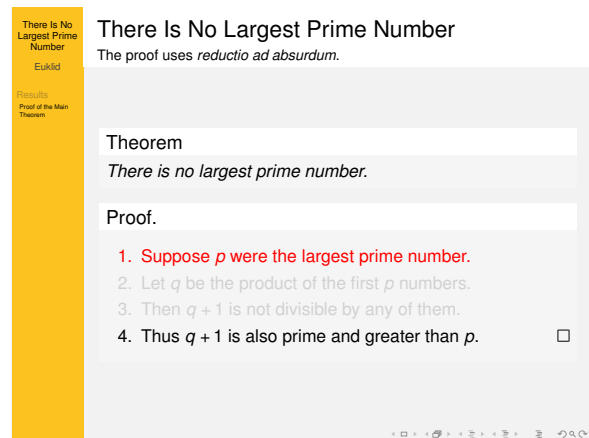 There Is No
Largest Prime
Number
Euklid
Results
Proof of the Main
Theorem
There Is No Largest Prime Number
The proof uses reductio ad absurdum.
Theorem
There is no largest prime number.
Proof.
1. Suppose p were the largest prime number.
2. Let q be the product of the first p numbers.
3. Then q + 1 is not divisible by any of them.
4. Thus q + 1 is also prime and greater than p. □